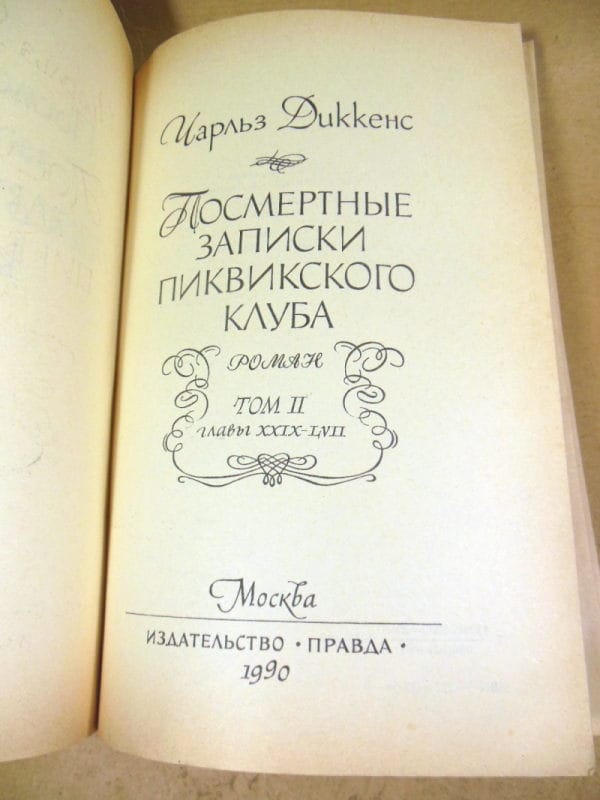 Чарльз Диккенс
ПОСМЕРТНЫЕ
ЗАПИСКИ
ПИКВИКСКОГО
КЛУБА
РОМАН
ТОМ II
главы XXIX-LVII
Москва
ИЗДАТЕЛЬСТВО • ПРАВДА •
1990